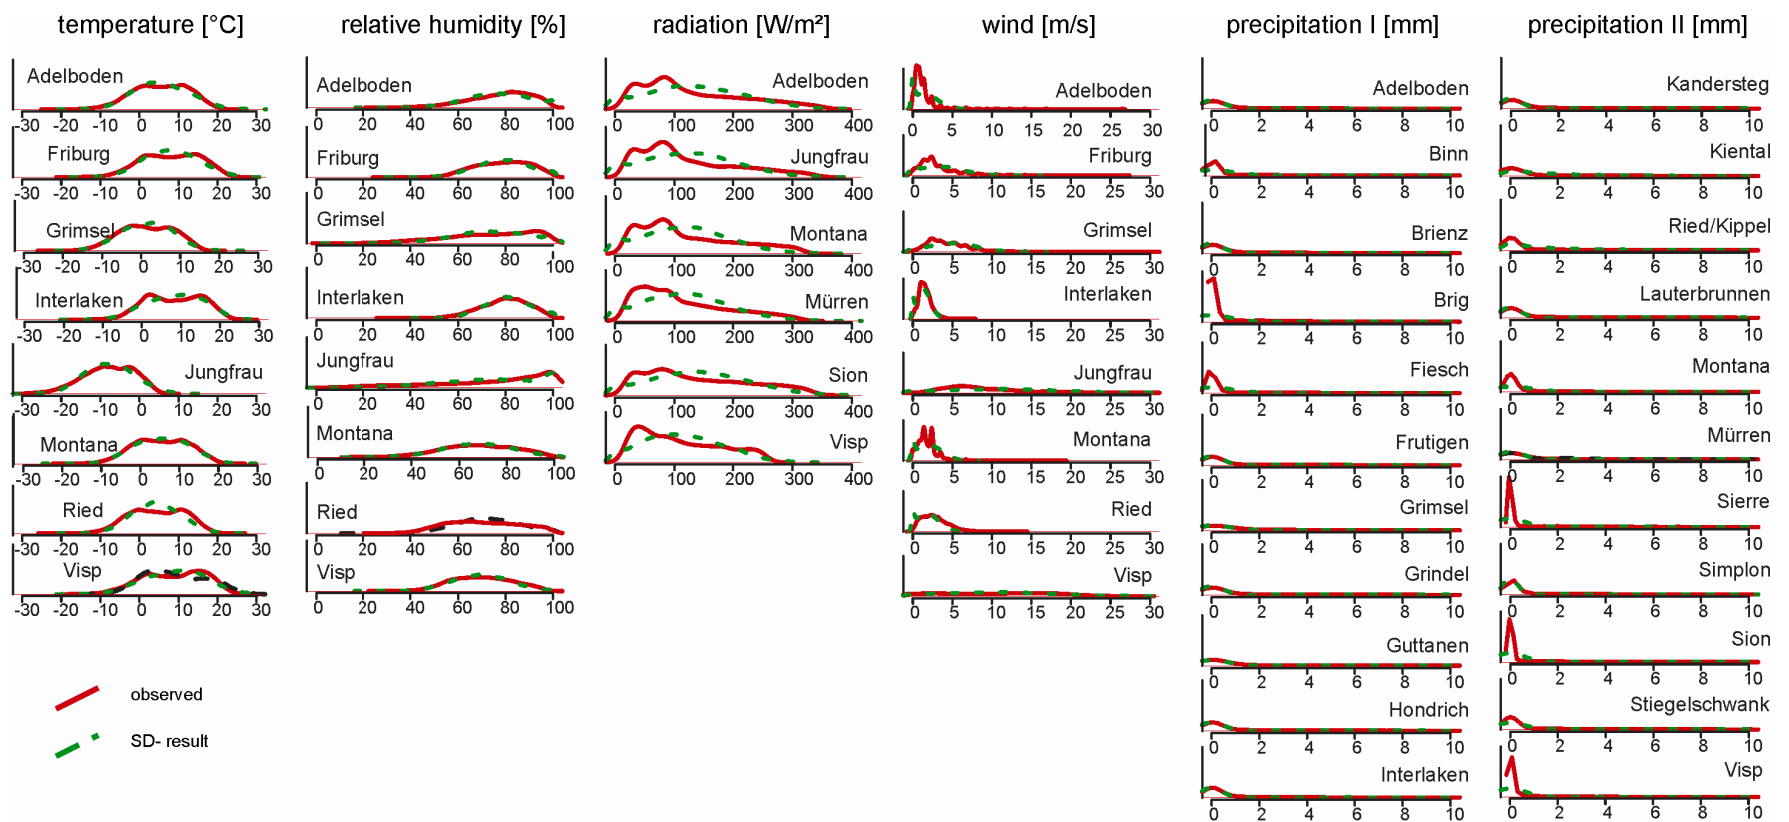 temperature [°C]
Adelboden
-30 -20 -10 0 10 20 30
Friburg
-30 -20 -10 0 10 20 30
Grimsel
-30 -20 -10 0 10 20 30
Interlaken
-30 -20 -10 0 10 20 30
Jungfrau
-30 -20 -10 0 10 20 30
Montana
-30 -20 -10 0 10 20 30
Ried
-30 -20 -10 0 10 20 30
Visp
-30 -20 -10 0 10 20 30
observed
SD- result
relative humidity [%]
Adelboden
0 20 40 60 80 100
Friburg
0 20 40 60 80 100
Grimsel
0 20 40 60 80 100
Interlaken
0 20 40 60 80 100
Jungfrau
0 20 40 60 80 100
Montana
0 20 40 60 80 100
Ried
0 20 40 60 80 100
Visp
0 20 40 60 80 100
radiation [W/m²]
Adelboden
0 100 200 300 400
Jungfrau
0 100 200 300 400
Montana
0 100 200 300 400
Mürren
0 100 200 300 400
Sion
0 100 200 300 400
Visp
0 100 200 300 400
wind [m/s]
Adelboden
0 5 10 15 20 25 30
Friburg
0 5 10 15 20 25 30
Grimsel
0 5 10 15 20 25 30
Interlaken
0 5 10 15 20 25 30
Jungfrau
0 5 10 15 20 25 30
Montana
0 5 10 15 20 25 30
Ried
0 5 10 15 20 25 30
Visp
0 5 10 15 20 25 30
precipitation I [mm]
Adelboden
0 2 4 6 8 10
Binn
0 2 4 6 8 10
Brienz
0 2 4 6 8 10
Brig
0 2 4 6 8 10
Fiesch
0 2 4 6 8 10
Frutigen
0 2 4 6 8 10
Grimsel
0 2 4 6 8 10
Grindel
0 2 4 6 8 10
Guttanen
0 2 4 6 8 10
Hondrich
0 2 4 6 8 10
Interlaken
0 2 4 6 8 10
precipitation II [mm]
Kandersteg
0 2 4 6 8 10
Kiental
0 2 4 6 8 10
Ried/Kippel
0 2 4 6 8 10
Lauterbrunnen
0 2 4 6 8 10
Montana
0 2 4 6 8 10
Mürren
0 2 4 6 8 10
Sierre
0 2 4 6 8 10
Simplon
0 2 4 6 8 10
Sion
0 2 4 6 8 10
Stiegelschwank
0 2 4 6 8 10
Visp
0 2 4 6 8 10